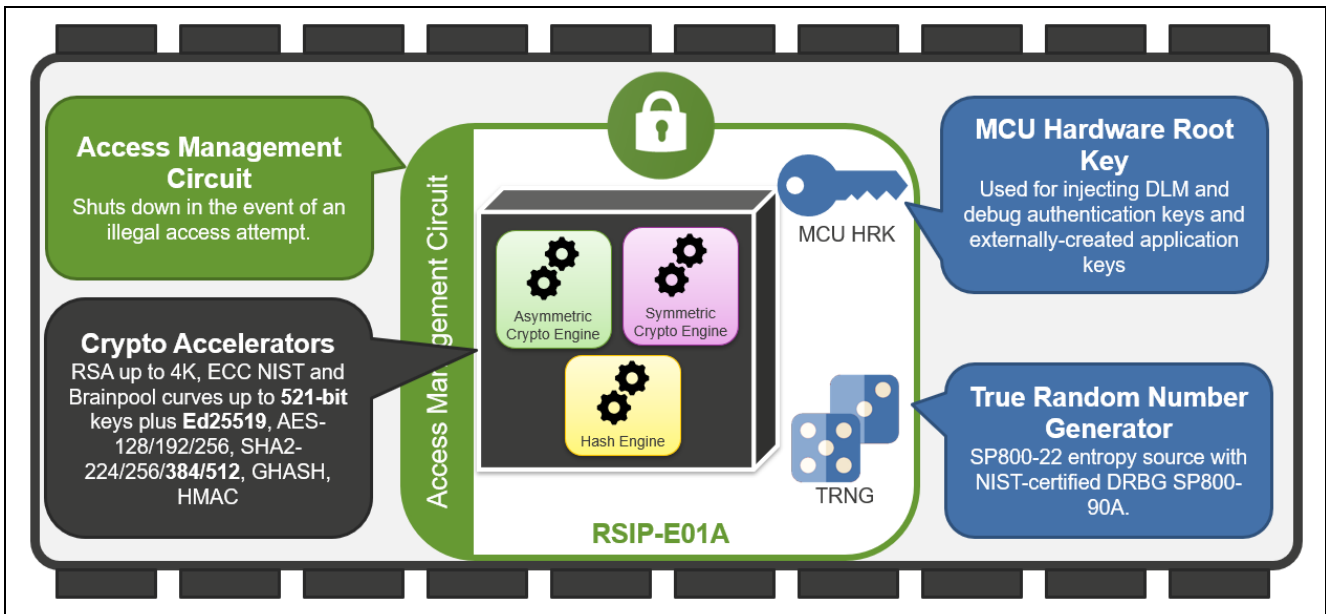 Access Management
Circuit
Shuts down in the event of an
illegal access attempt.
Crypto Accelerators
RSA up to 4K, ECC NIST and
Brainpool curves up to 521-bit
keys plus Ed25519, AES-
128/192/256, SHA2-
224/256/384/512, GHASH,
HMAC
Access Management Circuit
Asymmetric
Crypto Engine
Symmetric
Crypto Engine
Hash Engine
MCU HRK
TRNG
RSIP-E01A
MCU Hardware Root
Key
Used for injecting DLM and
debug authentication keys and
externally-created application
keys
True Random Number
Generator
SP800-22 entropy source with
NIST-certified DRBG SP800-
90A.